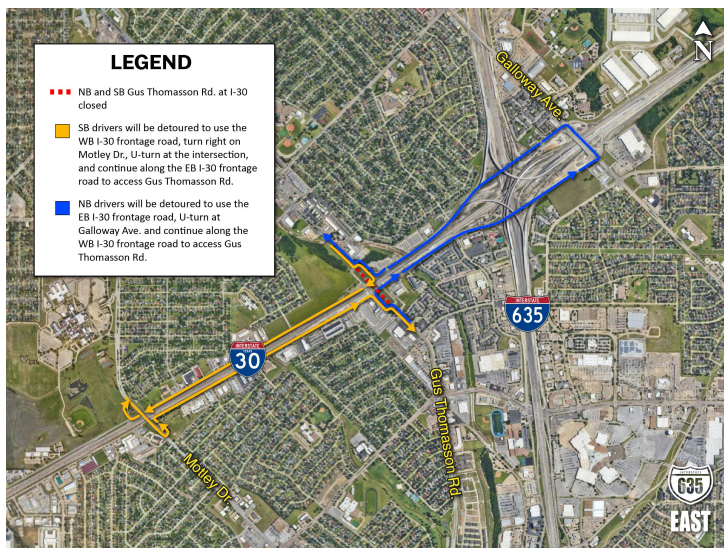 LEGEND
NB and SB Gus Thomasson Rd. at I-30
closed
SB drivers will be detoured to use the
WB I-30 frontage road, turn right on
Motley Dr., U-turn at the intersection,
and continue along the EB I-30 frontage
road to access Gus Thomasson Rd.
NB drivers will be detoured to use the
EB I-30 frontage road, U-turn at
Galloway Ave. and continue along the
WB I-30 frontage road to access Gus
Thomasson Rd.
N
Galloway Ave
INTERSTATE
635
INTERSTATE
30
Gus Thomasson Rd
Motley Dr.
INTERSTATE
635
EAST